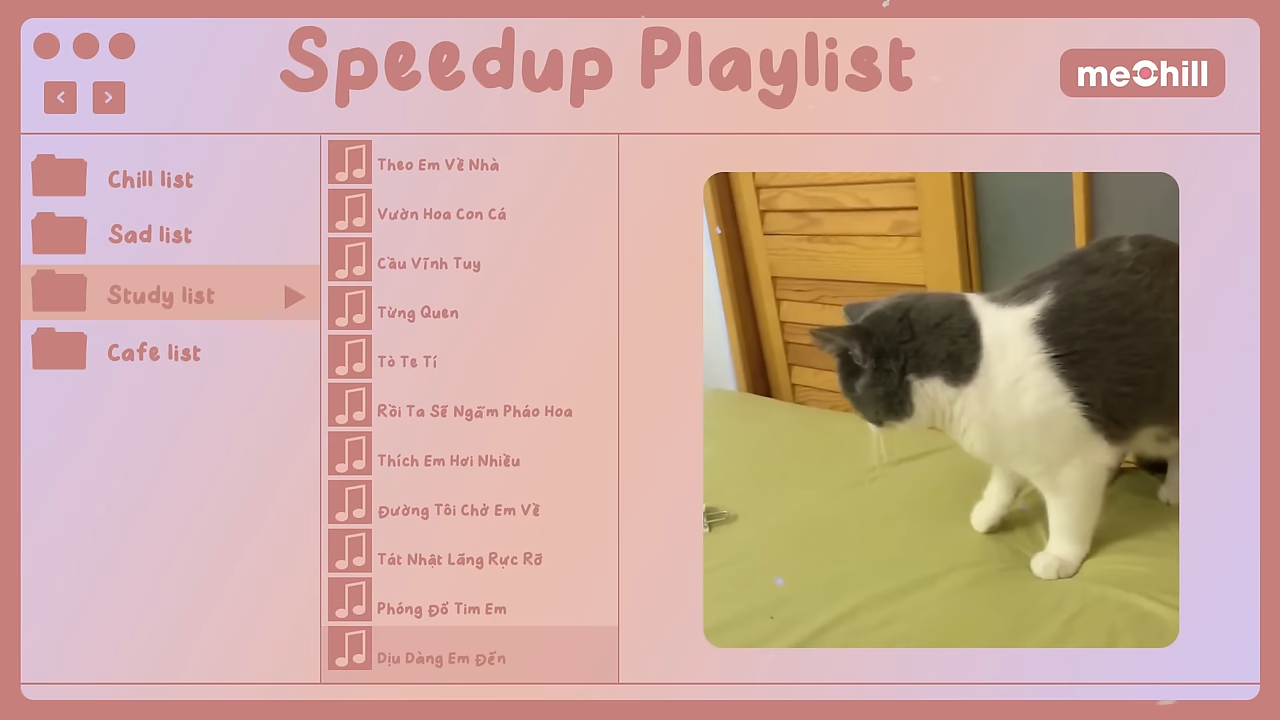 Speedup Playlist
meChill
Chill list
Sad list
Study list
Cafe list
Theo Em Về Nhà
Vườn Hoa Con Cá
Cầu Vĩnh Tuy
Từng Quen
Tò Te Tí
Rồi Ta Sẽ Ngắm Pháo Hoa
Thích Em Hơi Nhiều
Đường Tôi Chở Em Về
Tát Nhật Lãng Rực Rỡ
Phóng Đổ Tim Em
Dịu Dàng Em Đến